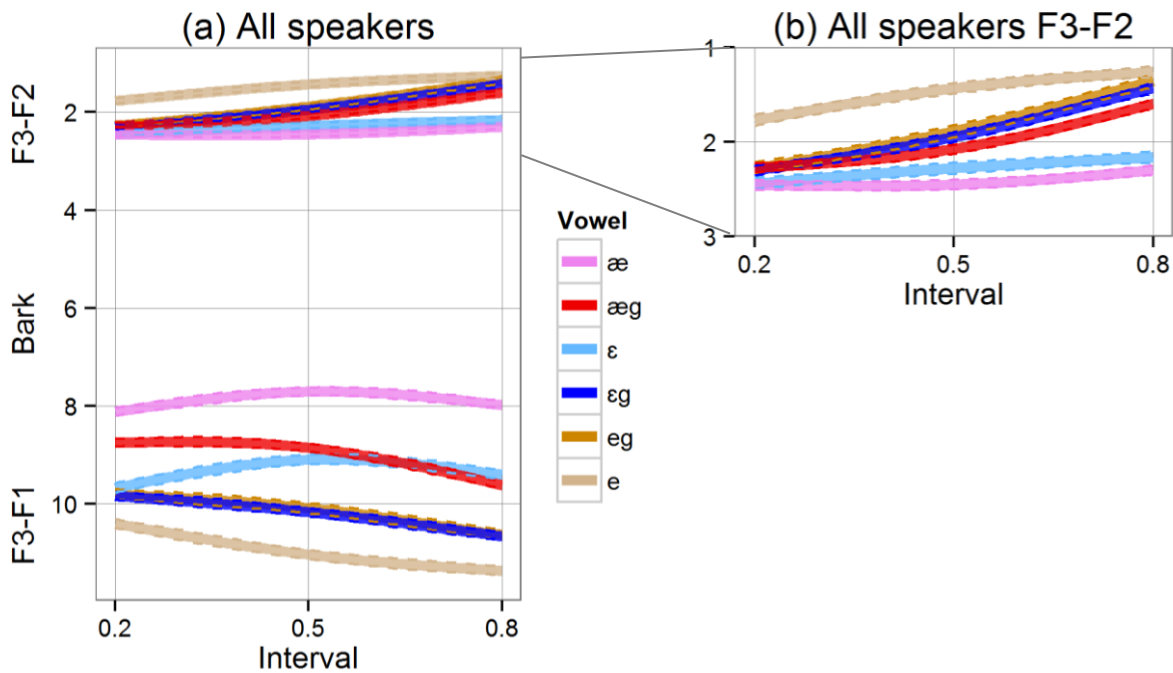 (a) All speakers
(b) All speakers F3-F2
F3-F2
Bark
F3-F1
2
4
6
8
10
0.2
0.5
0.8
Interval
Vowel
æ
æg
ɛ
ɛg
eg
e
1
2
3
0.2
0.5
0.8
Interval